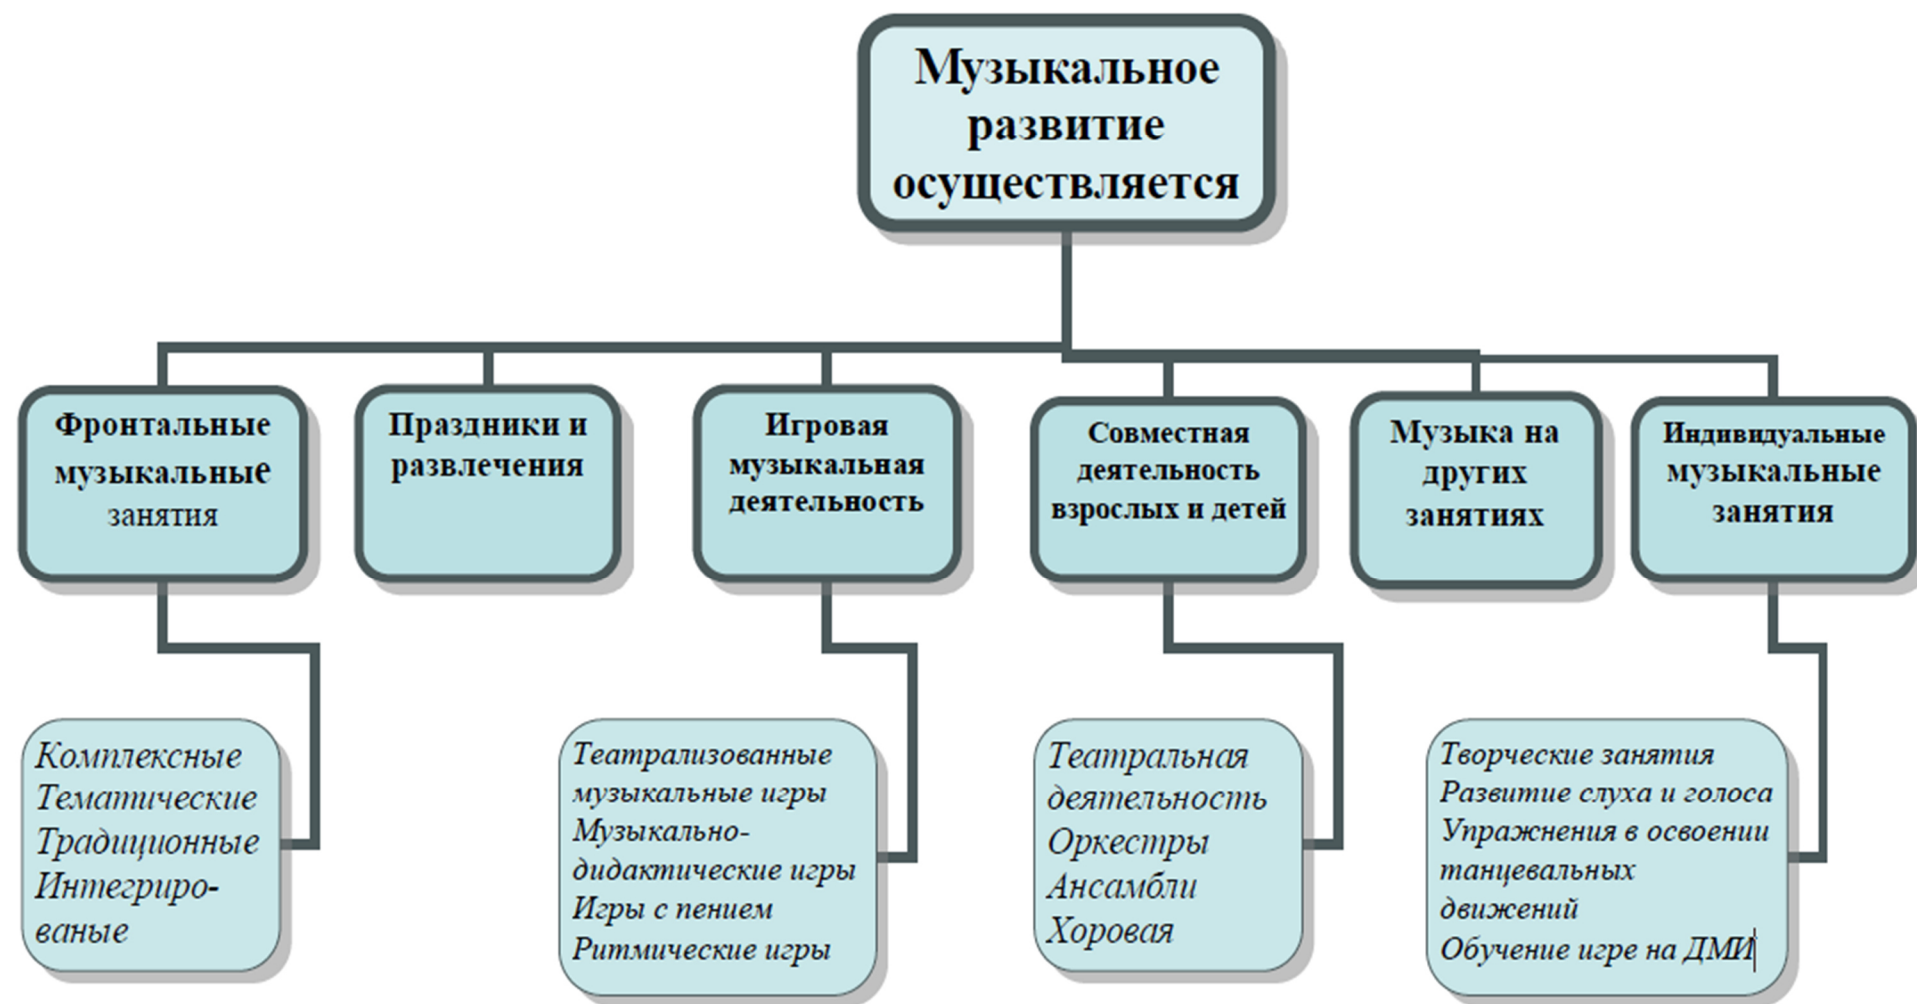 Музыкальное
развитие
осуществляется
Фронтальные
музыкальные
занятия
Праздники и
развлечения
Игровая
музыкальная
деятельность
Совместная
деятельность
взрослых и детей
Музыка на
других
занятиях
Индивидуальные
музыкальные
занятия
Комплексные
Тематические
Традиционные
Интегриро-
ваные
Театрализованные
музыкальные игры
Музыкально-
дидактические игры
Игры с пением
Ритмические игры
Театральная
деятельность
Оркестры
Ансамбли
Хоровая
Творческие занятия
Развитие слуха и голоса
Упражнения в освоении
танцевальных
движений
Обучение игре на ДМИ